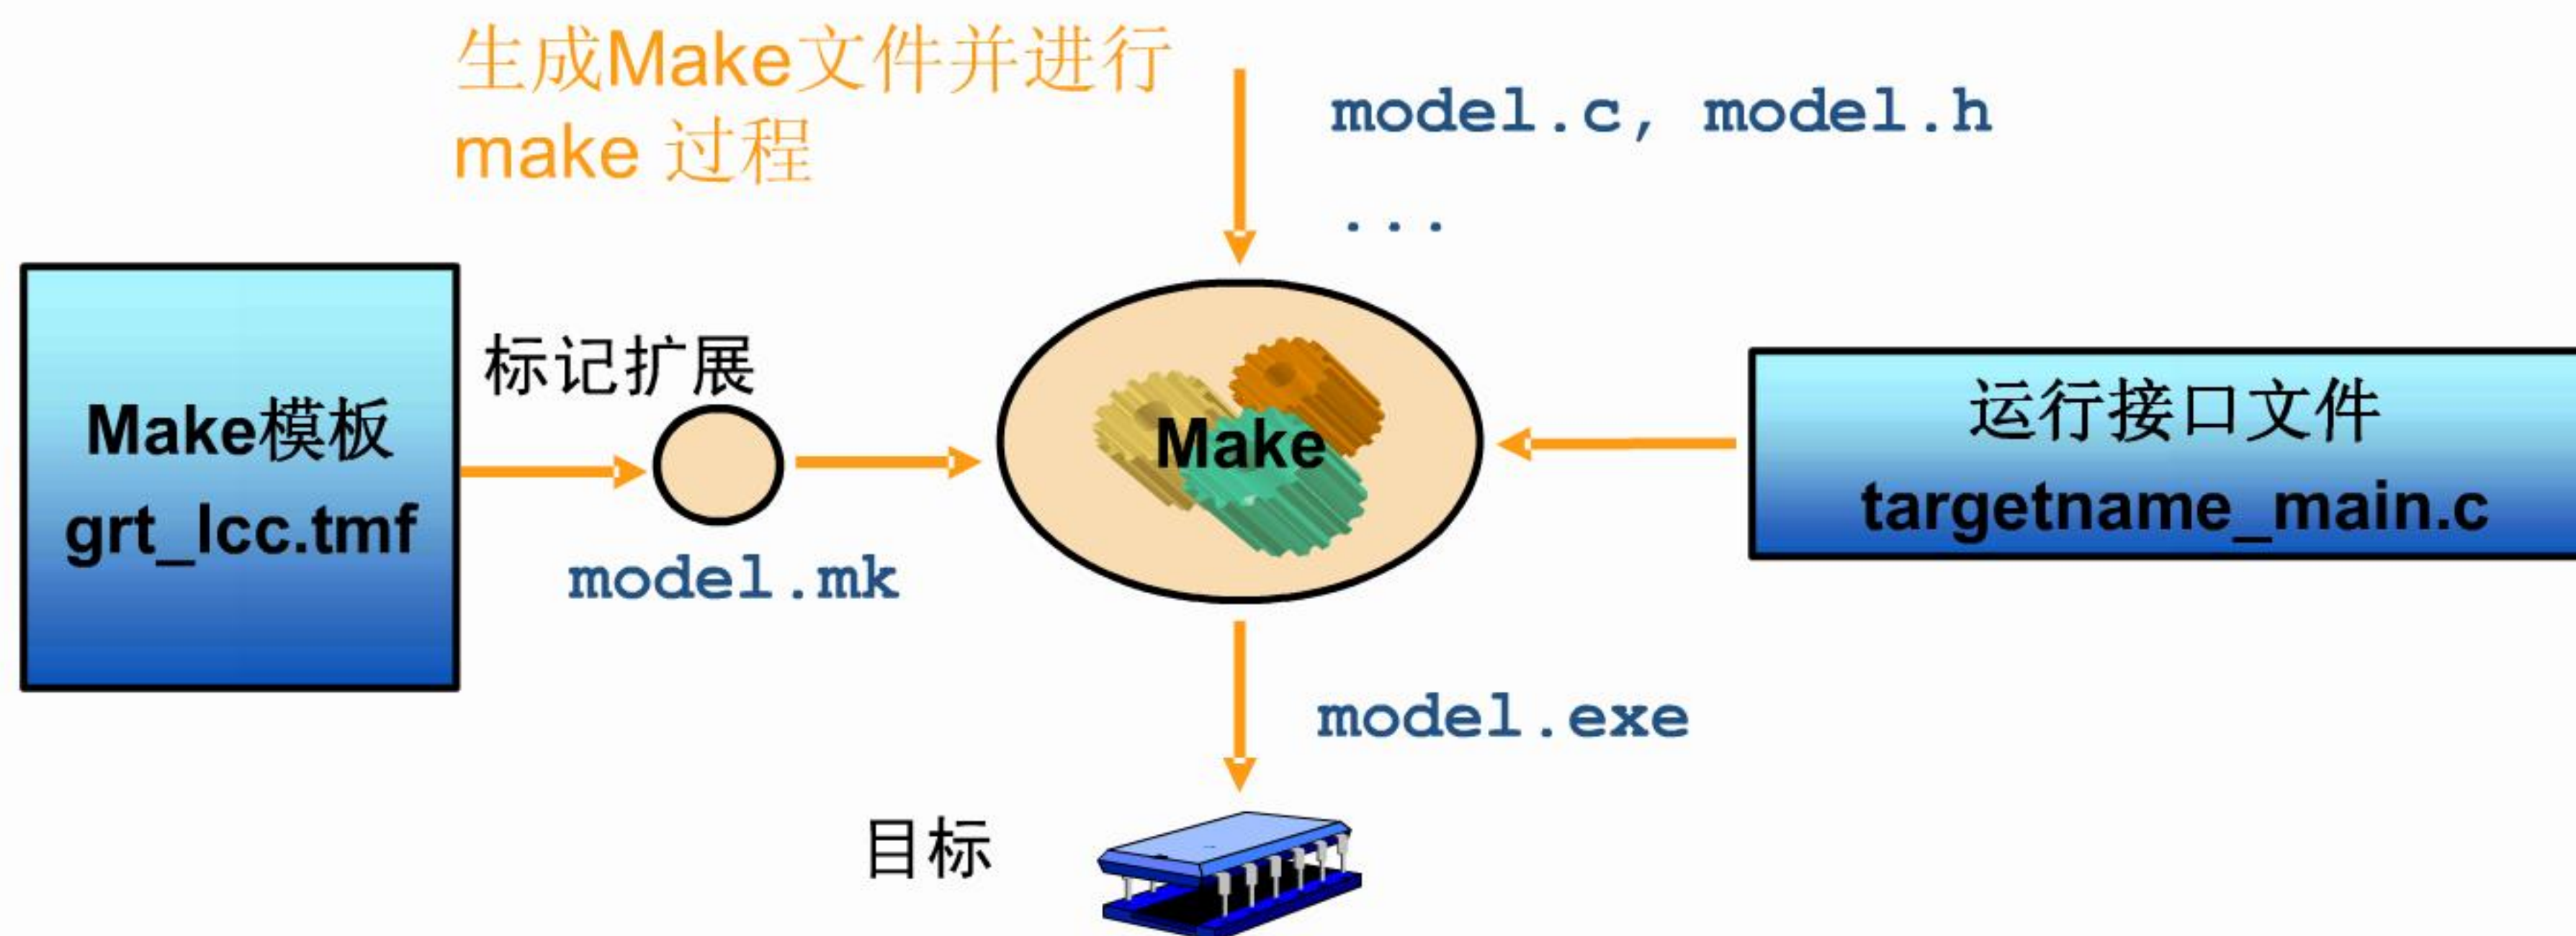 生成Make文件并进行
make 过程
model.c, model.h
...
标记扩展
Make模板
grt_lcc.tmf
model.mk
Make
运行接口文件
targetname_main.c
model.exe
目标